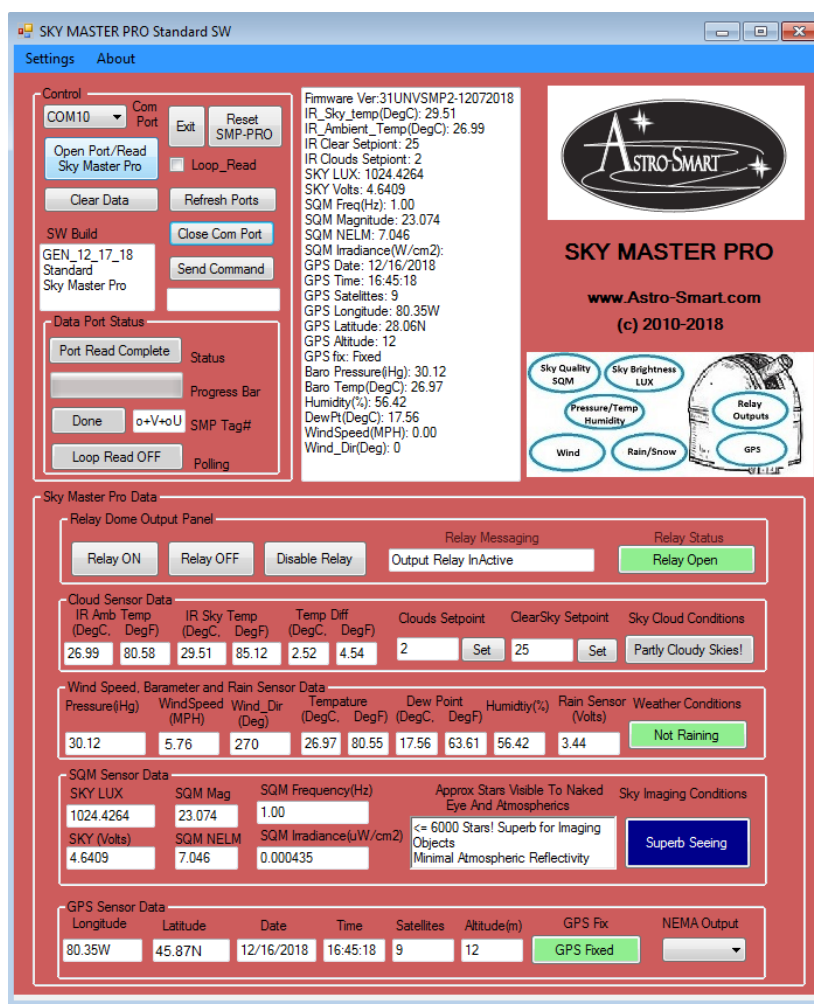 SKY MASTER PRO Standard SW
Settings About
Control
COM10
Com
Port
Exit
Reset
SMP-PRO
Open Port/Read
Sky Master Pro
Loop_Read
Clear Data
Refresh Ports
SW Build
Close Com Port
GEN_12_17_18
Standard
Sky Master Pro
Send Command
Data Port Status
Port Read Complete
Status
Progress Bar
Done
o+V+oU
SMP Tag#
Loop Read OFF
Polling
Firmware Ver:31UNVSMP2-12072018
IR_Sky_temp(DegC): 29.51
IR_Ambient_Temp(DegC): 26.99
IR Clear Setpiont: 25
IR Clouds Setpiont: 2
SKY LUX: 1024.4264
SKY Volts: 4.6409
SQM Freq(Hz): 1.00
SQM Magnitude: 23.074
SQM NELM: 7.046
SQM Irradiance(W/cm2):
GPS Date: 12/16/2018
GPS Time: 16:45:18
GPS Satelittes: 9
GPS Longitude: 80.35W
GPS Latitude: 28.06N
GPS Altitude: 12
GPS fix: Fixed
Baro Pressure(iHg): 30.12
Baro Temp(DegC): 26.97
Humidity(%): 56.42
DewPt(DegC): 17.56
WindSpeed(MPH): 0.00
Wind_Dir(Deg): 0
ASTRO-SMART
SKY MASTER PRO
www.Astro-Smart.com
(c) 2010-2018
Sky Quality
SQM
Sky Brightness
LUX
Pressure/Temp
Humidity
Relay
Outputs
Wind
Rain/Snow
GPS
Sky Master Pro Data
Relay Dome Output Panel
Relay ON
Relay OFF
Disable Relay
Relay Messaging
Output Relay InActive
Relay Status
Relay Open
Cloud Sensor Data
IR Amb Temp
(DegC, DegF)
IR Sky Temp
(DegC, DegF)
Temp Diff
(DegC, DegF)
Clouds Setpoint
ClearSky Setpoint
Sky Cloud Conditions
26.99 80.58 29.51 85.12 2.52 4.54 2 Set 25 Set Partly Cloudy Skies!
Wind Speed, Barameter and Rain Sensor Data
Pressure(iHg)
WindSpeed
(MPH)
Wind_Dir
(Deg)
Tempature
(DegC, DegF)
Dew Point
(DegC, DegF)
Humidtiy(%)
Rain Sensor
(Volts)
Weather Conditions
30.12 5.76 270 26.97 80.55 17.56 63.61 56.42 3.44 Not Raining
SQM Sensor Data
SKY LUX
SQM Mag
SQM Frequency(Hz)
1024.4264 23.074 1.00
SKY (Volts)
SQM NELM
SQM Irradiance(uW/cm2)
4.6409 7.046 0.000435
Approx Stars Visible To Naked
Eye And Atmospherics
<= 6000 Stars! Superb for Imaging
Objects
Minimal Atmospheric Reflectivity
Sky Imaging Conditions
Superb Seeing
GPS Sensor Data
Longitude Latitude Date Time Satellites Altitude(m) GPS Fix NEMA Output
80.35W 45.87N 12/16/2018 16:45:18 9 12 GPS Fixed